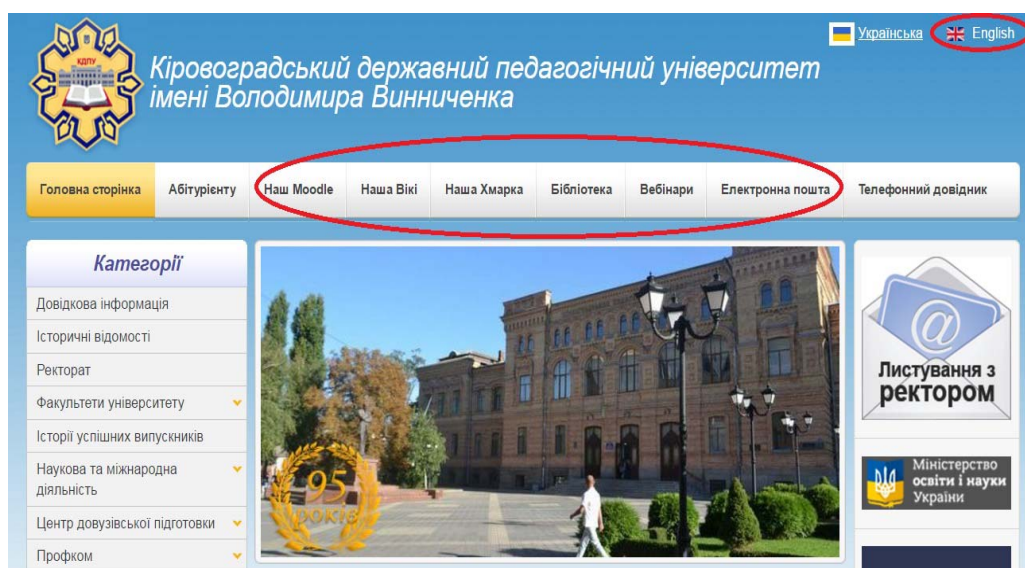 Українська
English
КДПУ
Кіровоградський державний педагогічний університет
імені Володимира Винниченка
Головна сторінка
Абітурієнту
Наш Moodle
Наша Вікі
Наша Хмарка
Бібліотека
Вебінари
Електронна пошта
Телефонний довідник
Категорії
Довідкова інформація
Історичні відомості
Ректорат
Факультети університету
Історії успішних випускників
Наукова та міжнародна
діяльність
Центр довузівської підготовки
Профком
95
років
@
Листування з
ректором
Міністерство
освіти і науки
України